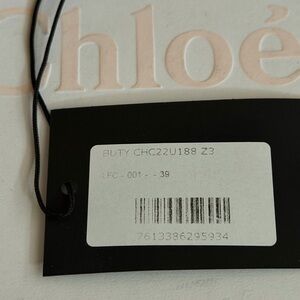 Chloé
BUTY CHC22U188 Z3
LFC - 001 - - 39
7613386295934